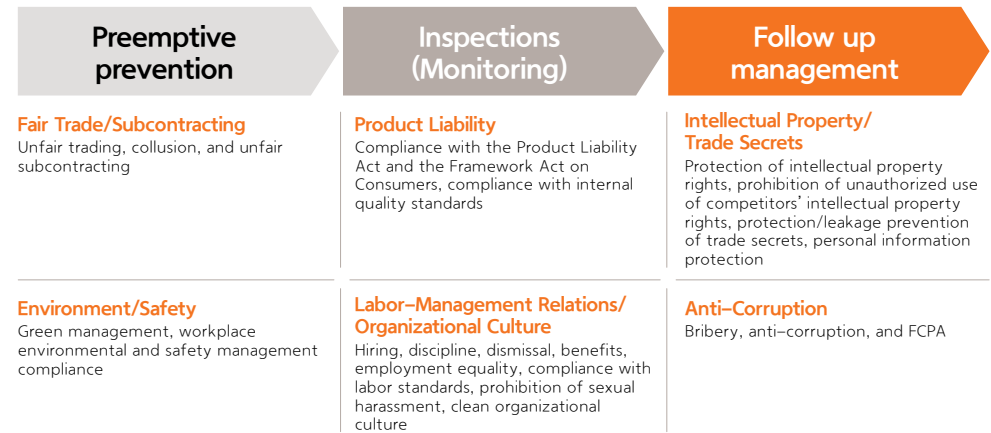 Preemptive
prevention
Inspections
(Monitoring)
Follow up
management
Fair Trade/Subcontracting
Unfair trading, collusion, and unfair
subcontracting
Product Liability
Compliance with the Product Liability
Act and the Framework Act on
Consumers, compliance with internal
quality standards
Intellectual Property/
Trade Secrets
Protection of intellectual property
rights, prohibition of unauthorized use
of competitors’ intellectual property
rights, protection/leakage prevention
of trade secrets, personal information
protection
Environment/Safety
Green management, workplace
environmental and safety management
compliance
Labor–Management Relations/
Organizational Culture
Hiring, discipline, dismissal, benefits,
employment equality, compliance with
labor standards, prohibition of sexual
harassment, clean organizational
culture
Anti–Corruption
Bribery, anti–corruption, and FCPA